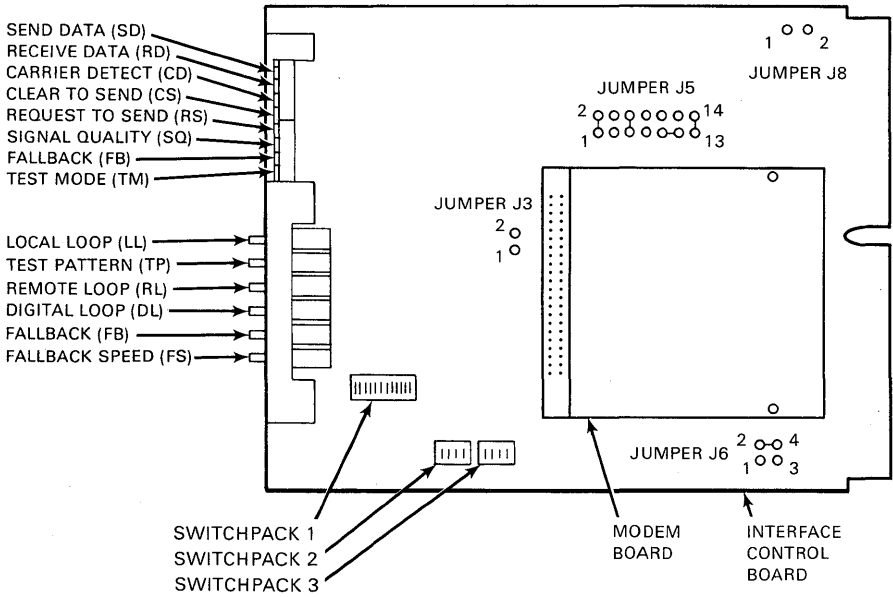 SEND DATA (SD)
RECEIVE DATA (RD)
CARRIER DETECT (CD)
CLEAR TO SEND (CS)
REQUEST TO SEND (RS)
SIGNAL QUALITY (SQ)
FALLBACK (FB)
TEST MODE (TM)
LOCAL LOOP (LL)
TEST PATTERN (TP)
REMOTE LOOP (RL)
DIGITAL LOOP (DL)
FALLBACK (FB)
FALLBACK SPEED (FS)
1 2
JUMPER J8
JUMPER J5
2 14
1 13
JUMPER J3
2
1
JUMPER J6
2 4
1 3
SWITCHPACK 1
SWITCHPACK 2
SWITCHPACK 3
MODEM
BOARD
INTERFACE
CONTROL
BOARD